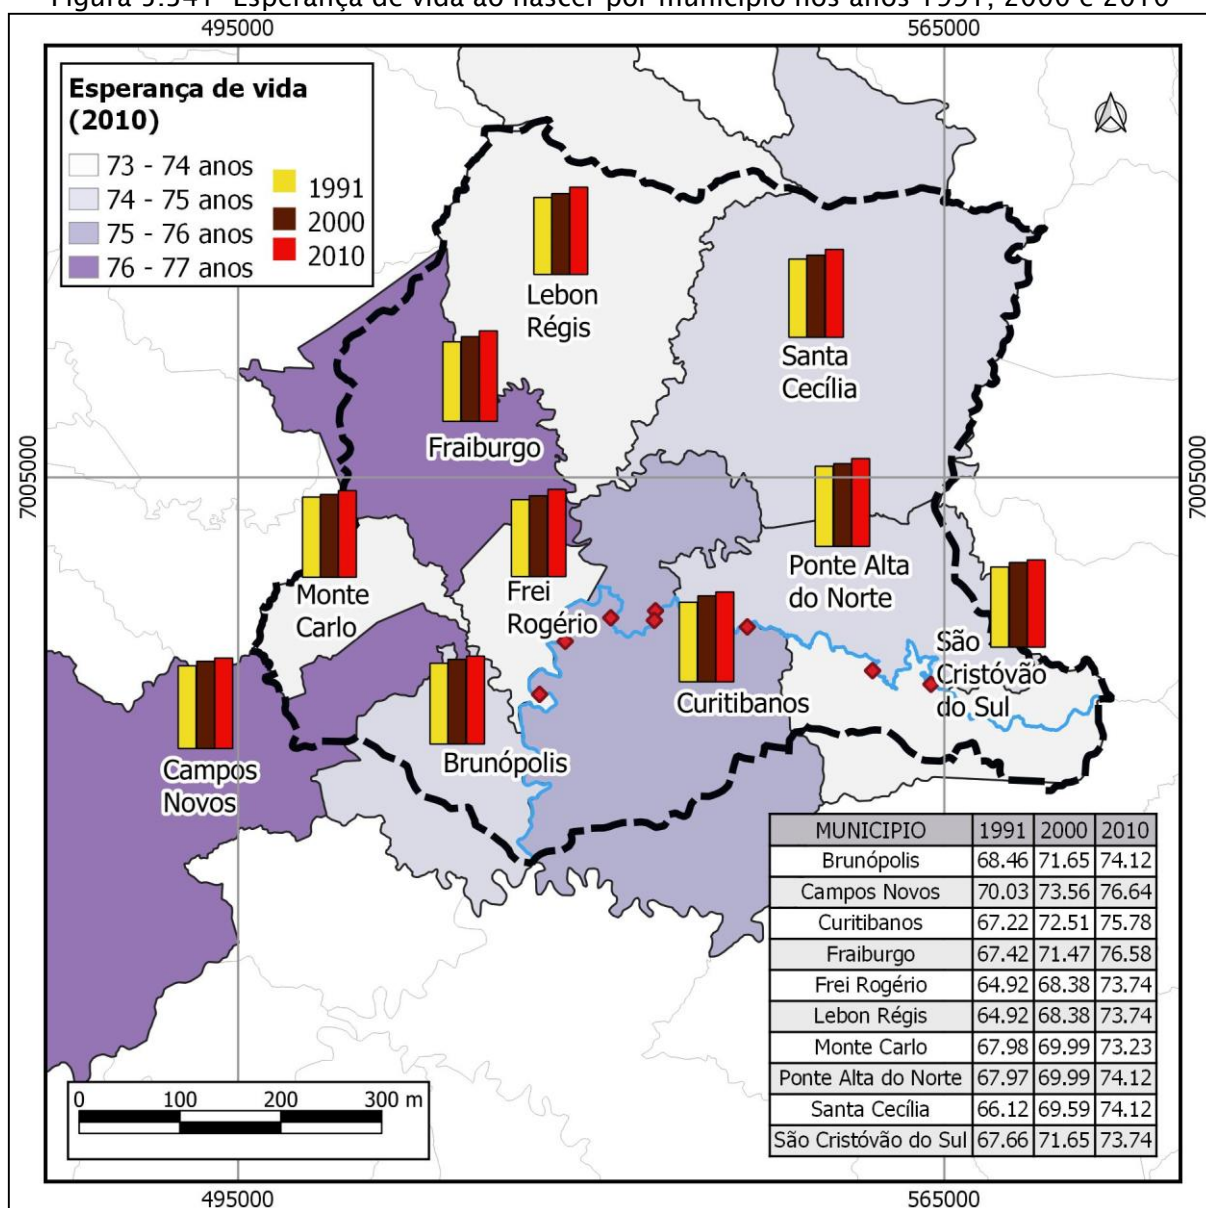 Figura 5.341- Esperança de vida ao nascer por município nos anos 1991, 2000 e 2010
495000 565000
Esperança de vida
(2010)
73 - 74 anos
74 - 75 anos
75 - 76 anos
76 - 77 anos
1991
2000
2010
Lebon
Régis
Santa
Cecília
Fraiburgo
7005000 7005000
Monte
Carlo
Frei
Rogério
Ponte Alta
do Norte
São
Cristóvão
do Sul
Curitibanos
Brunópolis
Campos
Novos
MUNICIPIO 1991 2000 2010
Brunópolis 68.46 71.65 74.12
Campos Novos 70.03 73.56 76.64
Curitibanos 67.22 72.51 75.78
Fraiburgo 67.42 71.47 76.58
Frei Rogério 64.92 68.38 73.74
Lebon Régis 64.92 68.38 73.74
Monte Carlo 67.98 69.99 73.23
Ponte Alta do Norte 67.97 69.99 74.12
Santa Cecília 66.12 69.59 74.12
São Cristóvão do Sul 67.66 71.65 73.74
0 100 200 300 m
495000 565000